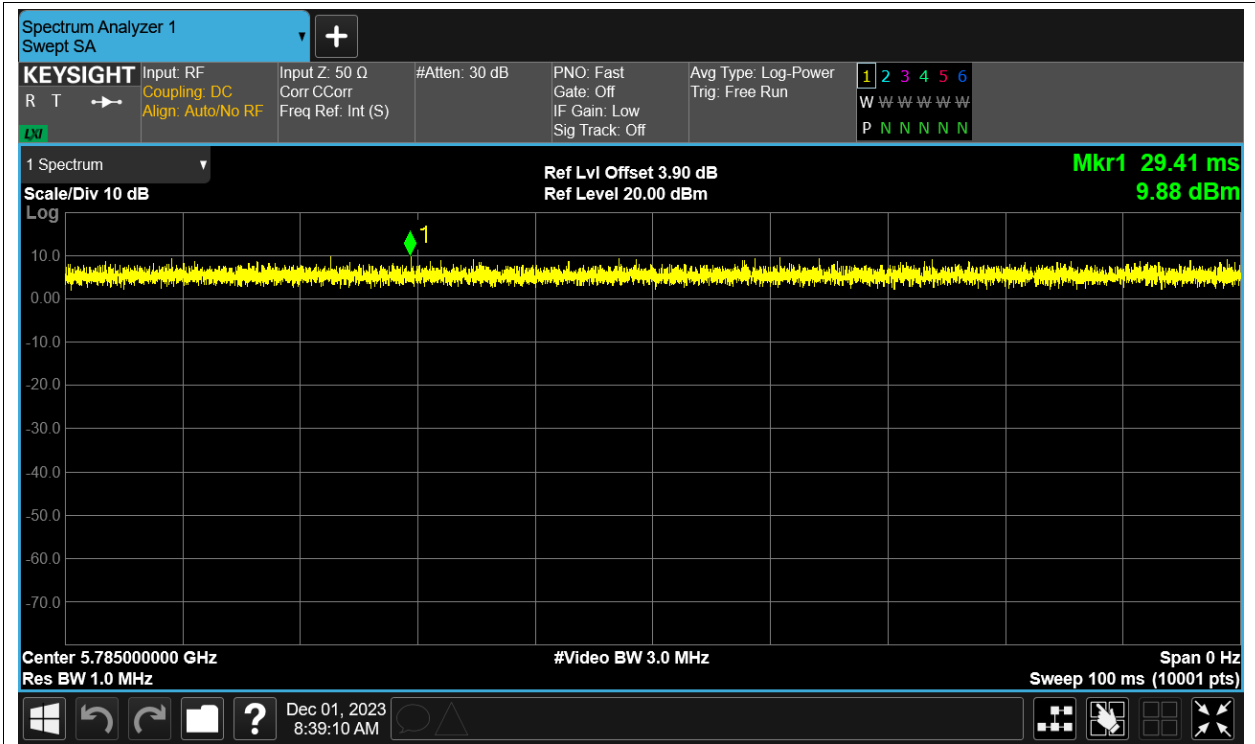 Spectrum Analyzer 1
Swept SA
+
KEYSIGHT
R T
LXI
Input: RF
Coupling: DC
Align: Auto/No RF
Input Z: 50 Ω
Corr CCorr
Freq Ref: Int (S)
#Atten: 30 dB
PNO: Fast
Gate: Off
IF Gain: Low
Sig Track: Off
Avg Type: Log-Power
Trig: Free Run
1 2 3 4 5 6
W W W W W W
P N N N N N
1 Spectrum
Scale/Div 10 dB
Ref Lvl Offset 3.90 dB
Ref Level 20.00 dBm
Mkr1 29.41 ms
9.88 dBm
Log
1
10.0
0.00
-10.0
-20.0
-30.0
-40.0
-50.0
-60.0
-70.0
Center 5.785000000 GHz
#Video BW 3.0 MHz
Span 0 Hz
Res BW 1.0 MHz
Sweep 100 ms (10001 pts)
?
Dec 01, 2023
8:39:10 AM